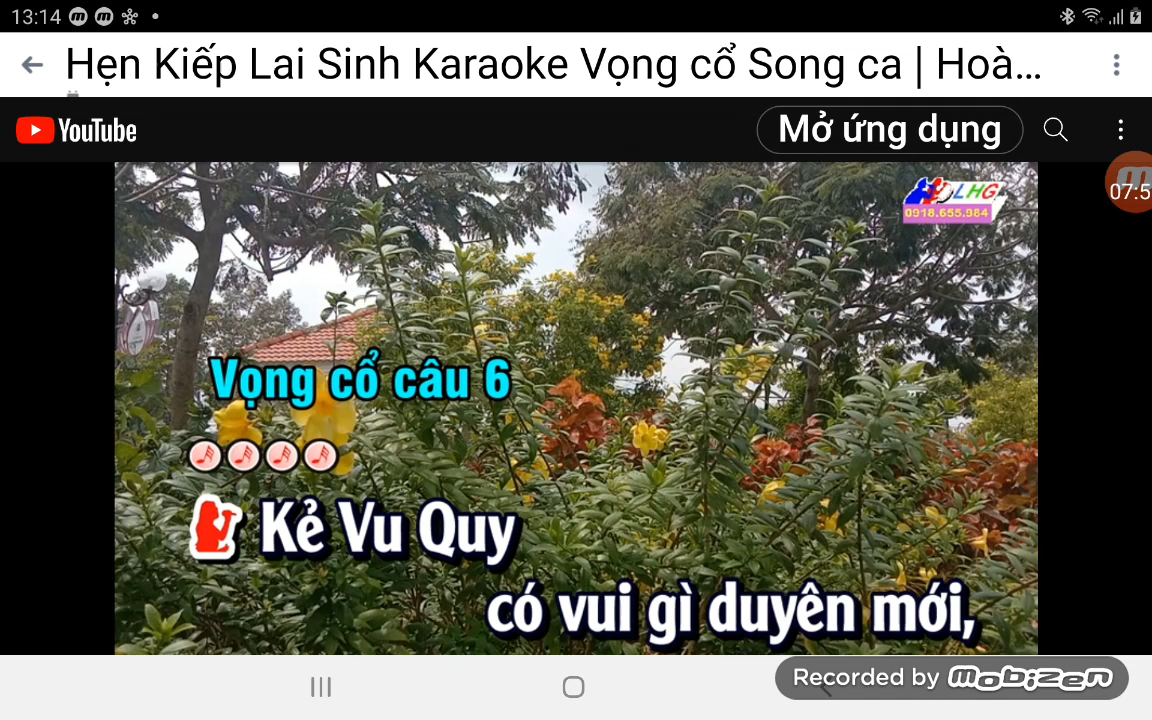 13:14
Hẹn Kiếp Lai Sinh Karaoke Vọng cổ Song ca | Hoà...
YouTube
Mở ứng dụng
LHG
0918.655.984
07:5
Vọng cổ câu 6
Kẻ Vu Quy
có vui gì duyên mới,
Recorded by mobizen